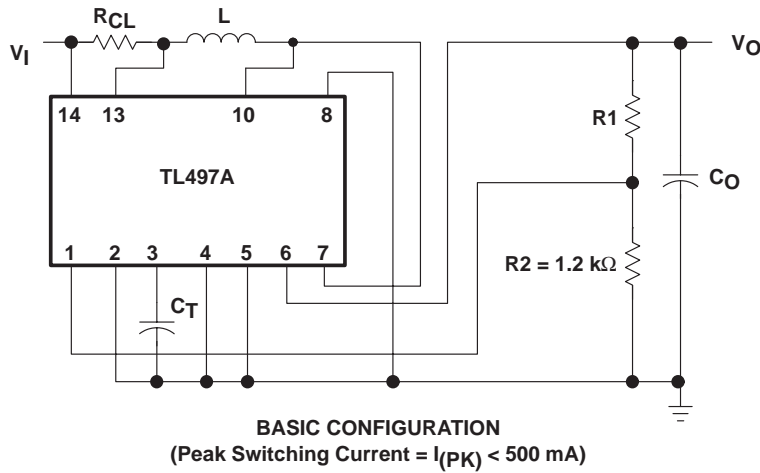 RCL
L
VI
VO
14 13 10 8
R1
TL497A
CO
1 2 3 4 5 6 7
R2 = 1.2 kΩ
CT
BASIC CONFIGURATION
(Peak Switching Current = I(PK) < 500 mA)